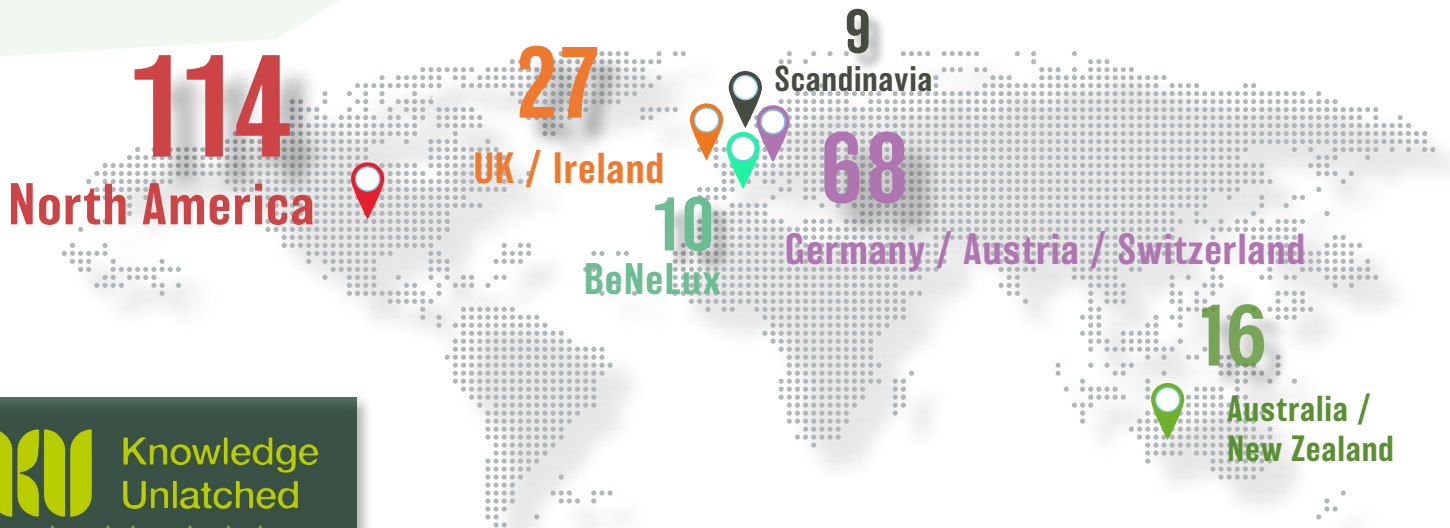 114
North America
27
UK / Ireland
9
Scandinavia
10
BeNeLux
68
Germany / Austria / Switzerland
16
Australia /
New Zealand
KU
Knowledge
Unlatched